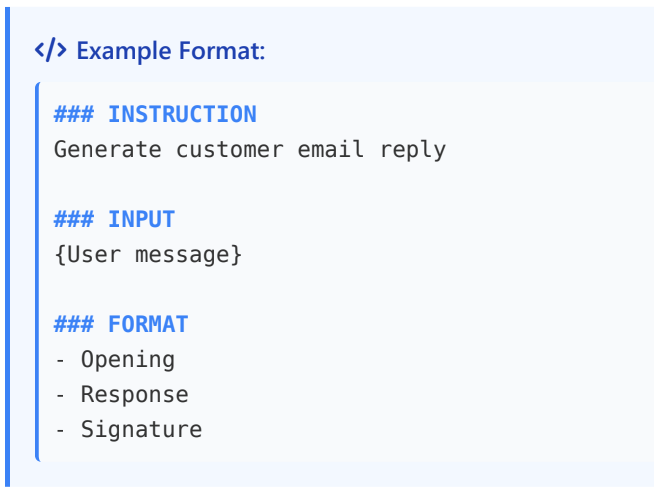 </> Example Format:
### INSTRUCTION
Generate customer email reply
### INPUT
{User message}
### FORMAT
- Opening
- Response
- Signature